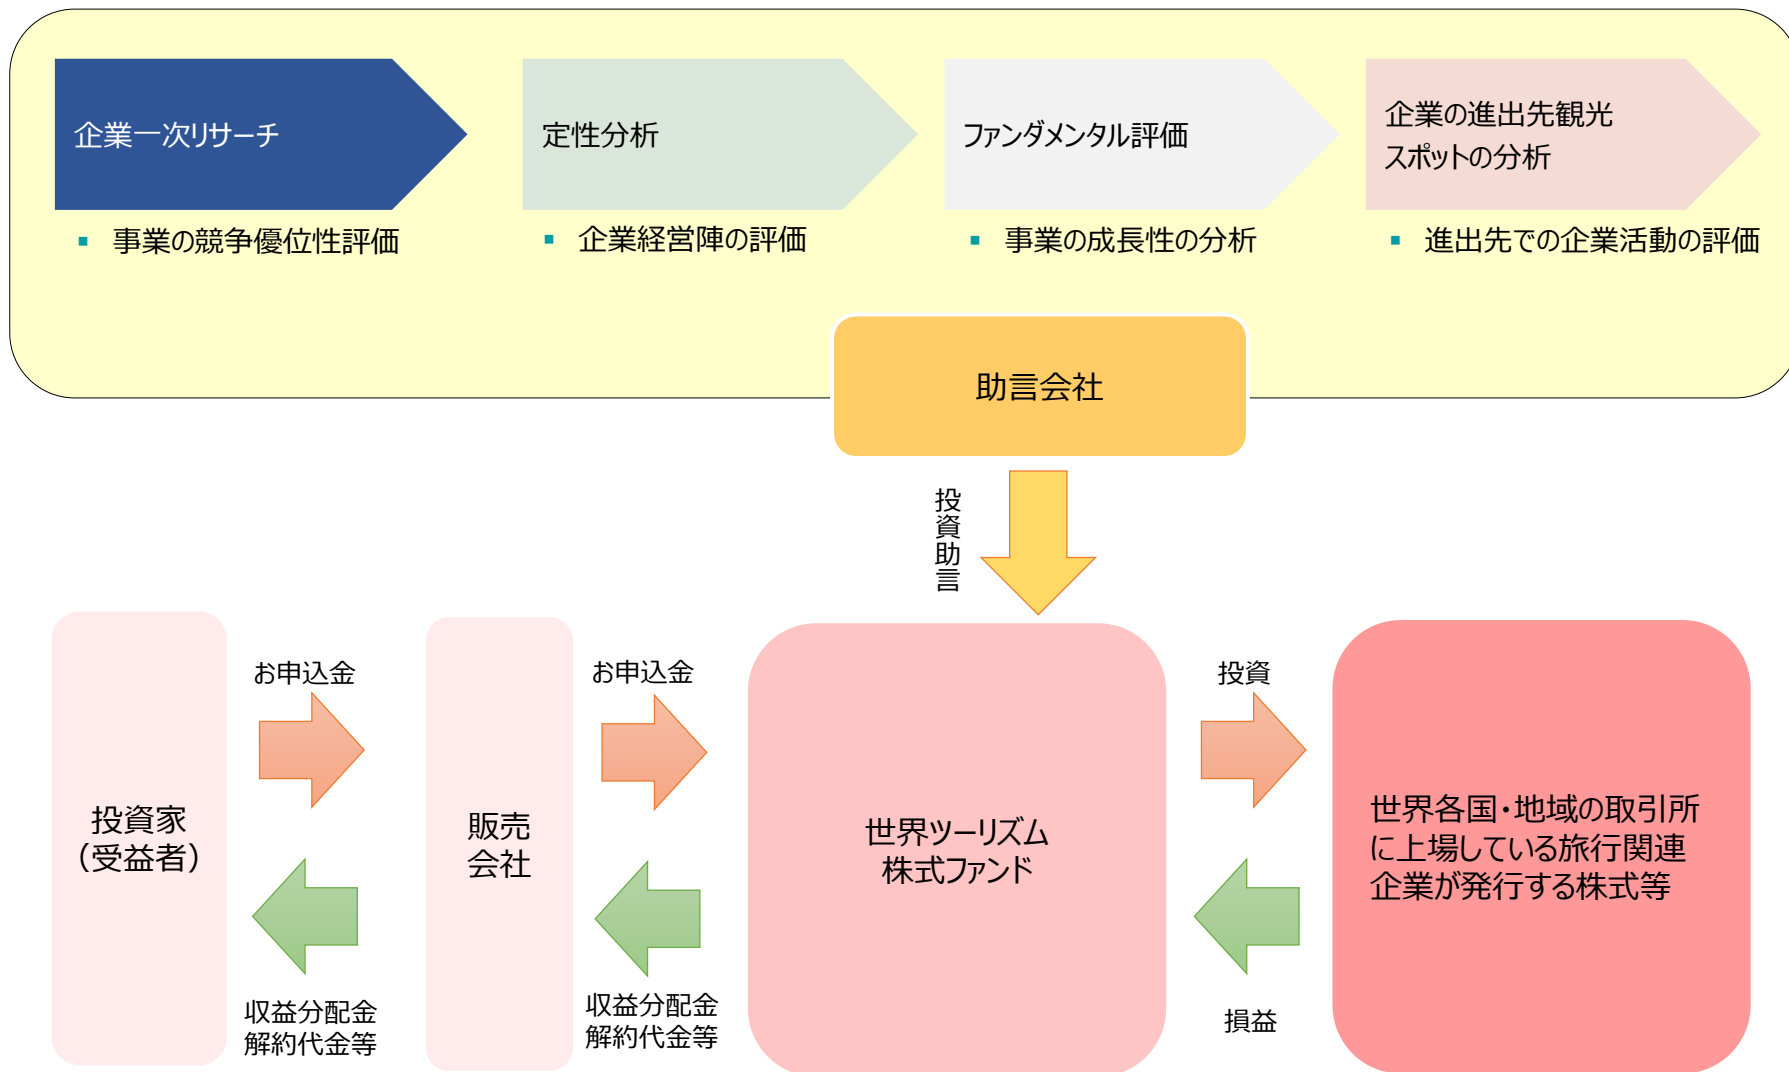 企業一次リサーチ
定性分析
ファンダメンタル評価
企業の進出先観光
スポットの分析
▪ 事業の競争優位性評価
▪ 企業経営陣の評価
▪ 事業の成長性の分析
▪ 進出先での企業活動の評価
助言会社
投資助言
お申込金
お申込金
投資
投資家
（受益者）
販売
会社
世界ツーリズム
株式ファンド
世界各国・地域の取引所
に上場している旅行関連
企業が発行する株式等
収益分配金
解約代金等
収益分配金
解約代金等
損益